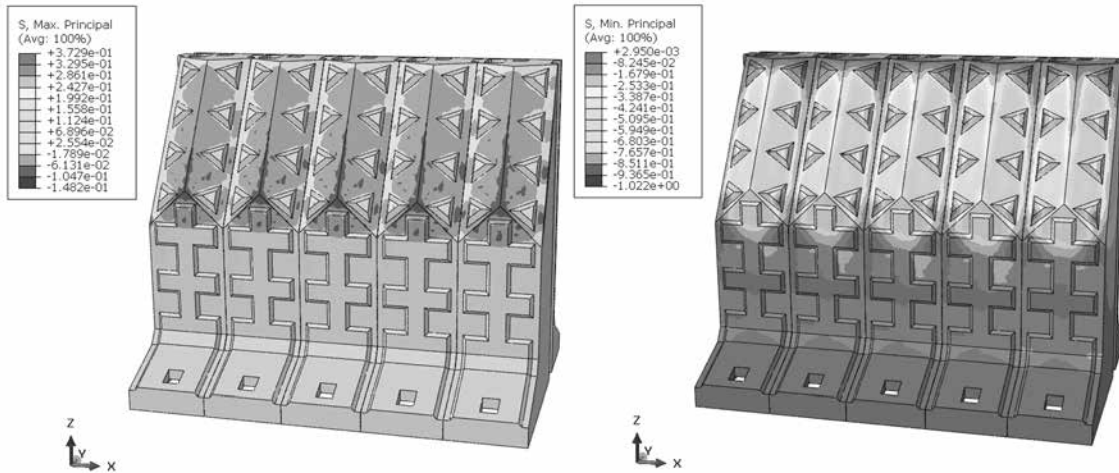 S, Max. Principal
(Avg: 100%)
+3.729e-01
+3.295e-01
+2.861e-01
+2.427e-01
+1.992e-01
+1.558e-01
+1.124e-01
+6.896e-02
+2.554e-02
-1.789e-02
-6.131e-02
-1.047e-01
-1.482e-01
Z
Y
X
S, Min. Principal
(Avg: 100%)
+2.950e-03
-8.245e-02
-1.679e-01
-2.533e-01
-3.387e-01
-4.241e-01
-5.095e-01
-5.949e-01
-6.803e-01
-7.657e-01
-8.511e-01
-9.365e-01
-1.022e+00
Z
Y
X